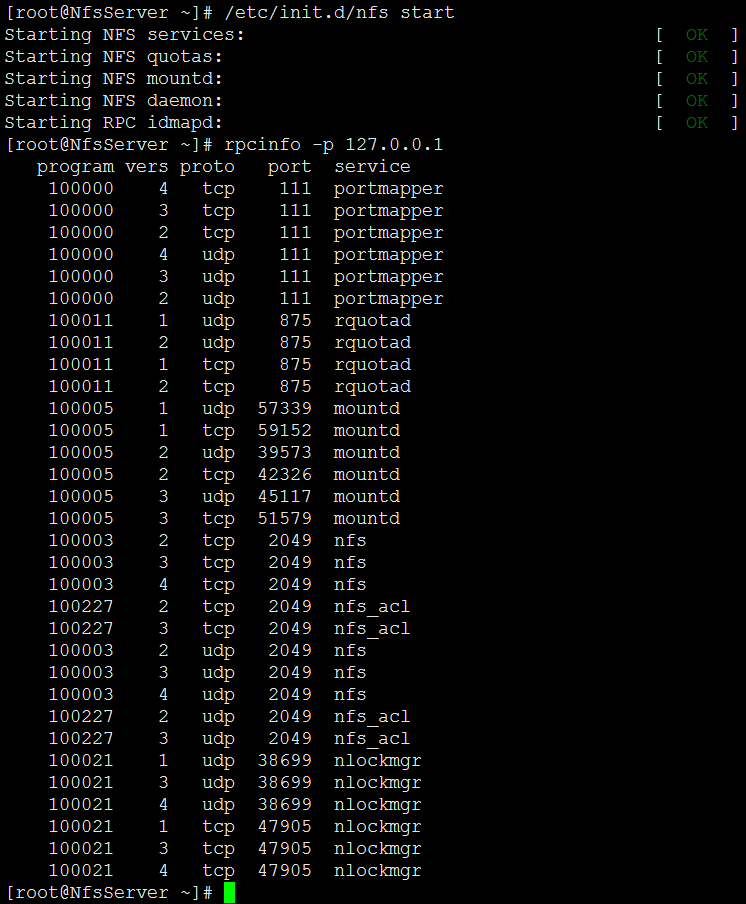 [root@NfsServer ~]# /etc/init.d/nfs start
Starting NFS services:                                     [  OK  ]
Starting NFS quotas:                                       [  OK  ]
Starting NFS mountd:                                       [  OK  ]
Starting NFS daemon:                                       [  OK  ]
Starting RPC idmapd:                                       [  OK  ]
[root@NfsServer ~]# rpcinfo -p 127.0.0.1
   program vers proto   port  service
    100000    4   tcp    111  portmapper
    100000    3   tcp    111  portmapper
    100000    2   tcp    111  portmapper
    100000    4   udp    111  portmapper
    100000    3   udp    111  portmapper
    100000    2   udp    111  portmapper
    100011    1   udp    875  rquotad
    100011    2   udp    875  rquotad
    100011    1   tcp    875  rquotad
    100011    2   tcp    875  rquotad
    100005    1   udp  57339  mountd
    100005    1   tcp  59152  mountd
    100005    2   udp  39573  mountd
    100005    2   tcp  42326  mountd
    100005    3   udp  45117  mountd
    100005    3   tcp  51579  mountd
    100003    2   tcp   2049  nfs
    100003    3   tcp   2049  nfs
    100003    4   tcp   2049  nfs
    100227    2   tcp   2049  nfs_acl
    100227    3   tcp   2049  nfs_acl
    100003    2   udp   2049  nfs
    100003    3   udp   2049  nfs
    100003    4   udp   2049  nfs
    100227    2   udp   2049  nfs_acl
    100227    3   udp   2049  nfs_acl
    100021    1   udp  38699  nlockmgr
    100021    3   udp  38699  nlockmgr
    100021    4   udp  38699  nlockmgr
    100021    1   tcp  47905  nlockmgr
    100021    3   tcp  47905  nlockmgr
    100021    4   tcp  47905  nlockmgr
[root@NfsServer ~]#